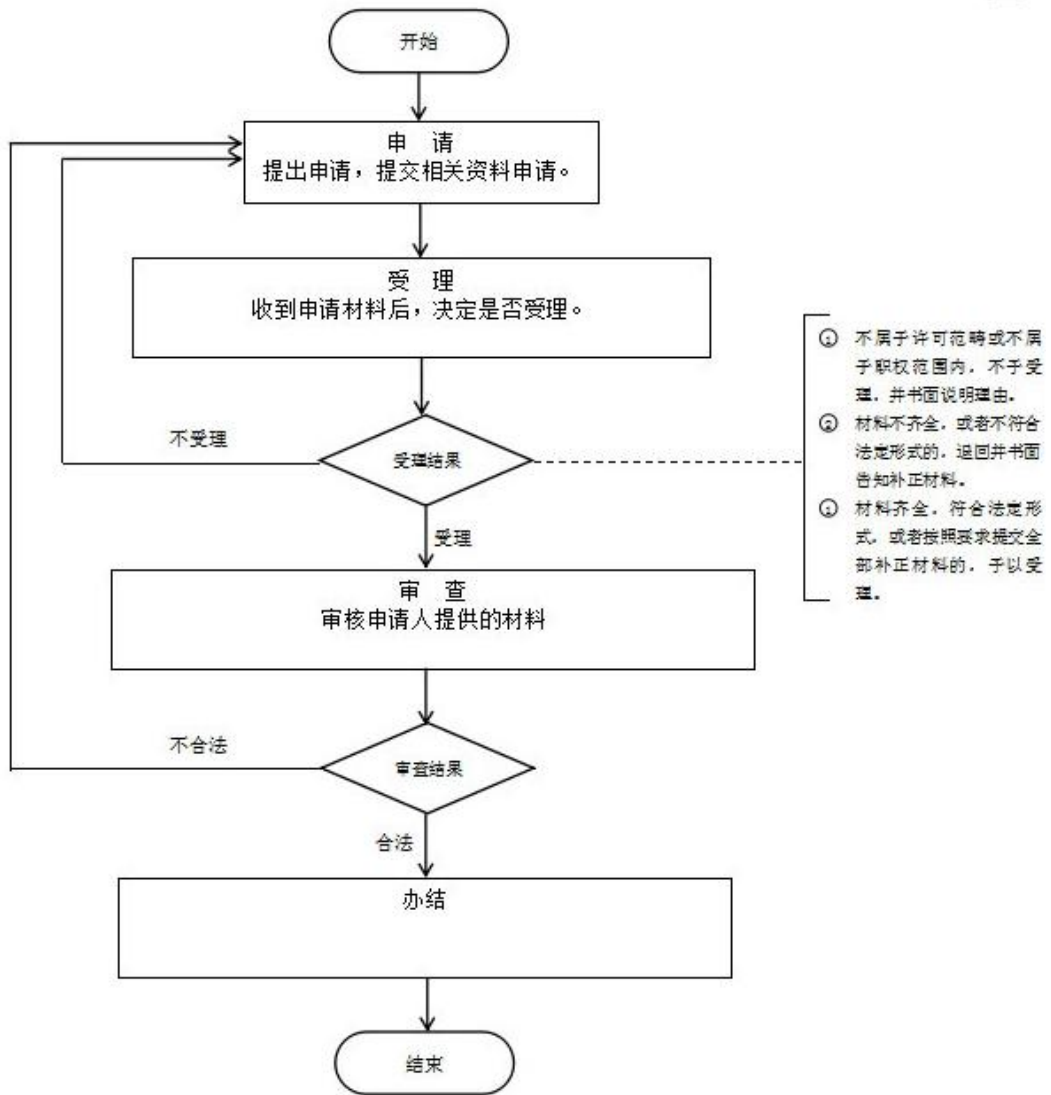 开始
申 请
提出申请，提交相关资料申请。
受 理
收到申请材料后，决定是否受理。
① 不属于许可范畴或不属
于职权范围内，不予受
理，并书面说明理由。
② 材料不齐全，或者不符合
法定形式的，退回并书面
告知补正材料。
① 材料齐全，符合法定形
式，或者按照要求提交全
部补正材料的，予以受
理。
不受理
受理结果
受理
审 查
审核申请人提供的材料
不合法
审查结果
合法
办结
结束